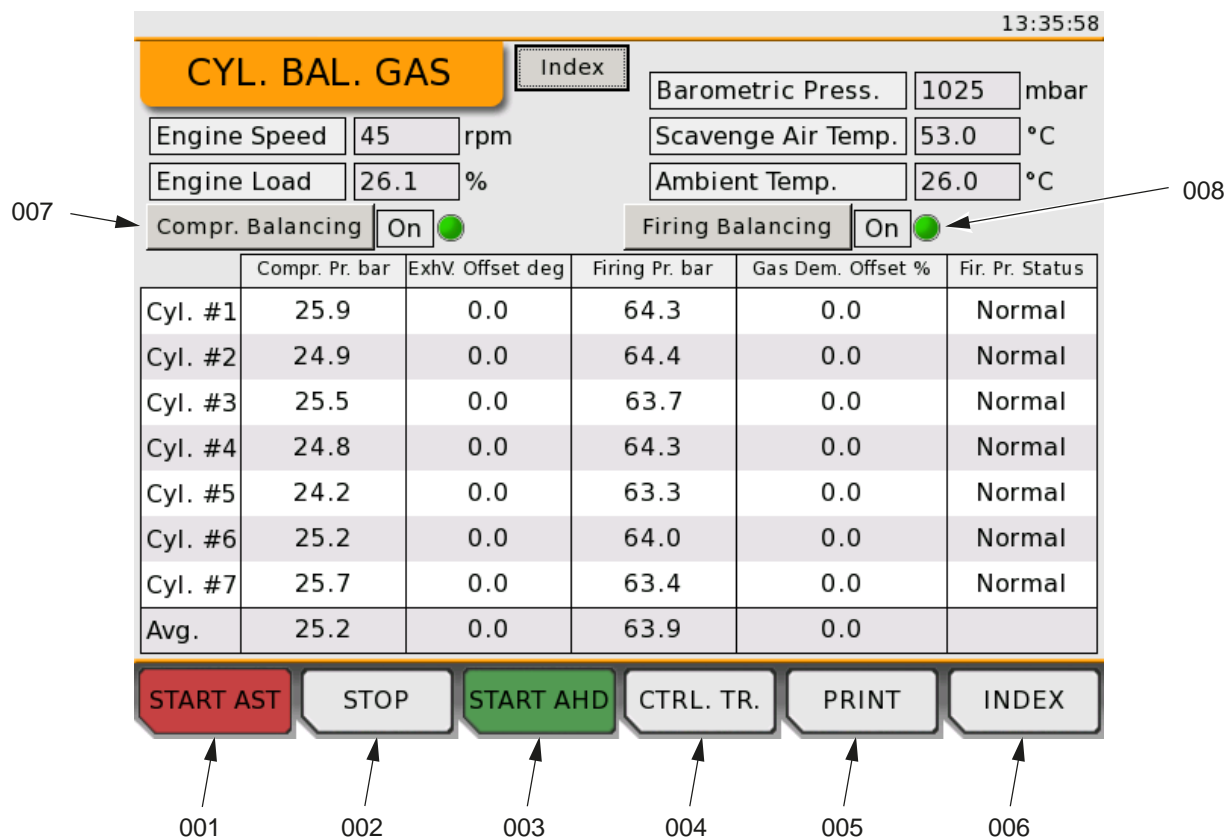 13:35:58
CYL. BAL. GAS
Index
Barometric Press. 1025 mbar
Engine Speed 45 rpm
Scavenge Air Temp. 53.0 °C
Engine Load 26.1 %
Ambient Temp. 26.0 °C
007
008
Compr. Balancing On
Firing Balancing On
Compr. Pr. bar ExhV. Offset deg Firing Pr. bar Gas Dem. Offset % Fir. Pr. Status
Cyl. #1 25.9 0.0 64.3 0.0 Normal
Cyl. #2 24.9 0.0 64.4 0.0 Normal
Cyl. #3 25.5 0.0 63.7 0.0 Normal
Cyl. #4 24.8 0.0 64.3 0.0 Normal
Cyl. #5 24.2 0.0 63.3 0.0 Normal
Cyl. #6 25.2 0.0 64.0 0.0 Normal
Cyl. #7 25.7 0.0 63.4 0.0 Normal
Avg. 25.2 0.0 63.9 0.0
START AST STOP START AHD CTRL. TR. PRINT INDEX
001 002 003 004 005 006